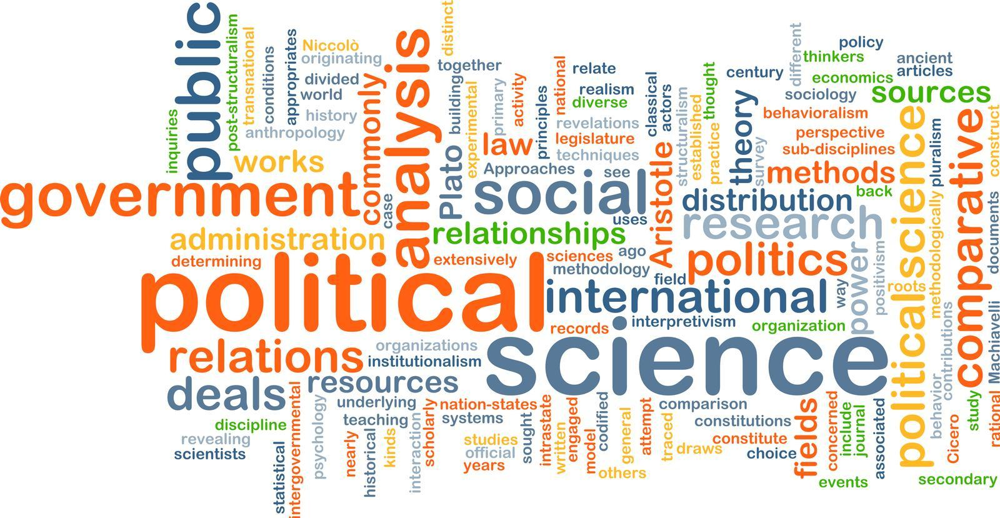 public
post-structuralism
transnational
conditions
appropriates
inquiries
Niccolò
originating
divided
world
history
anthropology
works
commonly
analysis
distinct
together
building
Plato
experimental
primary
activity
principles
national
relate
realism
diverse
revelations
legislature
techniques
law
Approaches
see
social
uses
classical
actors
structuralism
established
thought
practice
century
theory
survey
different
policy
thinkers
economics
sociology
behavioralism
perspective
sub-disciplines
methods
back
ancient
articles
sources
politicalscience
pluralism
comparative
construct
documents
methodologically
government
case
administration
determining
relationships
extensively
sciences
ago
methodology
field
Aristotle
distribution
research
politics
power
positivism
way
roots
political
international
records
interpretivism
organization
science
relations
organizations
institutionalism
deals
resources
underlying
teaching
nation-states
systems
discipline
revealing
scientists
statistical
intergovernmental
psychology
nearly
historical
kinds
interaction
scholarly
studies
official
years
sought
intrastate
written
engaged
model
codified
others
general
attempt
traced
draws
comparison
constitutions
constitute
choice
fields
concerned
include
journal
associated
events
behavior
contributions
Cicero
study
Machiavelli
rational
secondary